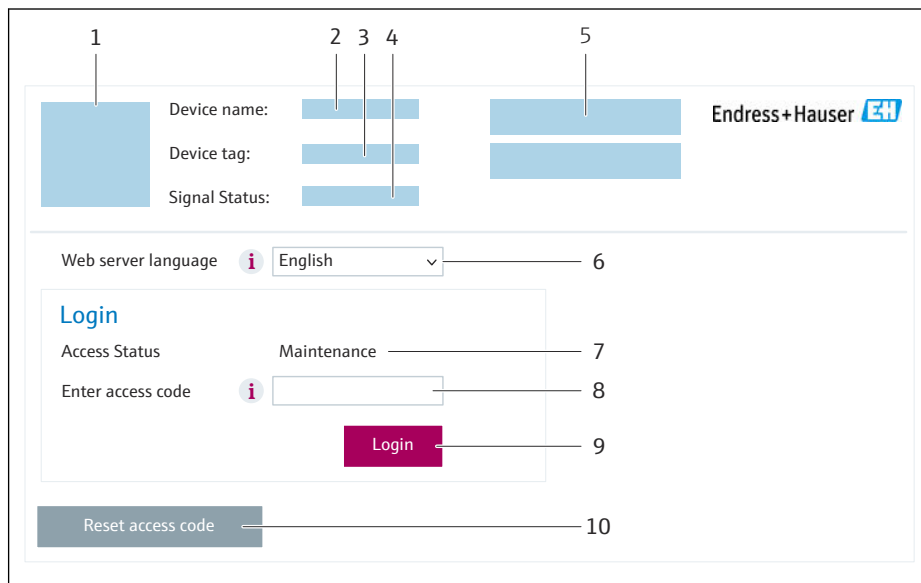 1 2 3 4 5
Device name:
Endress+Hauser EH
Device tag:
Signal Status:
Web server language i English 6
Login
Access Status Maintenance 7
Enter access code i 8
Login 9
Reset access code 10